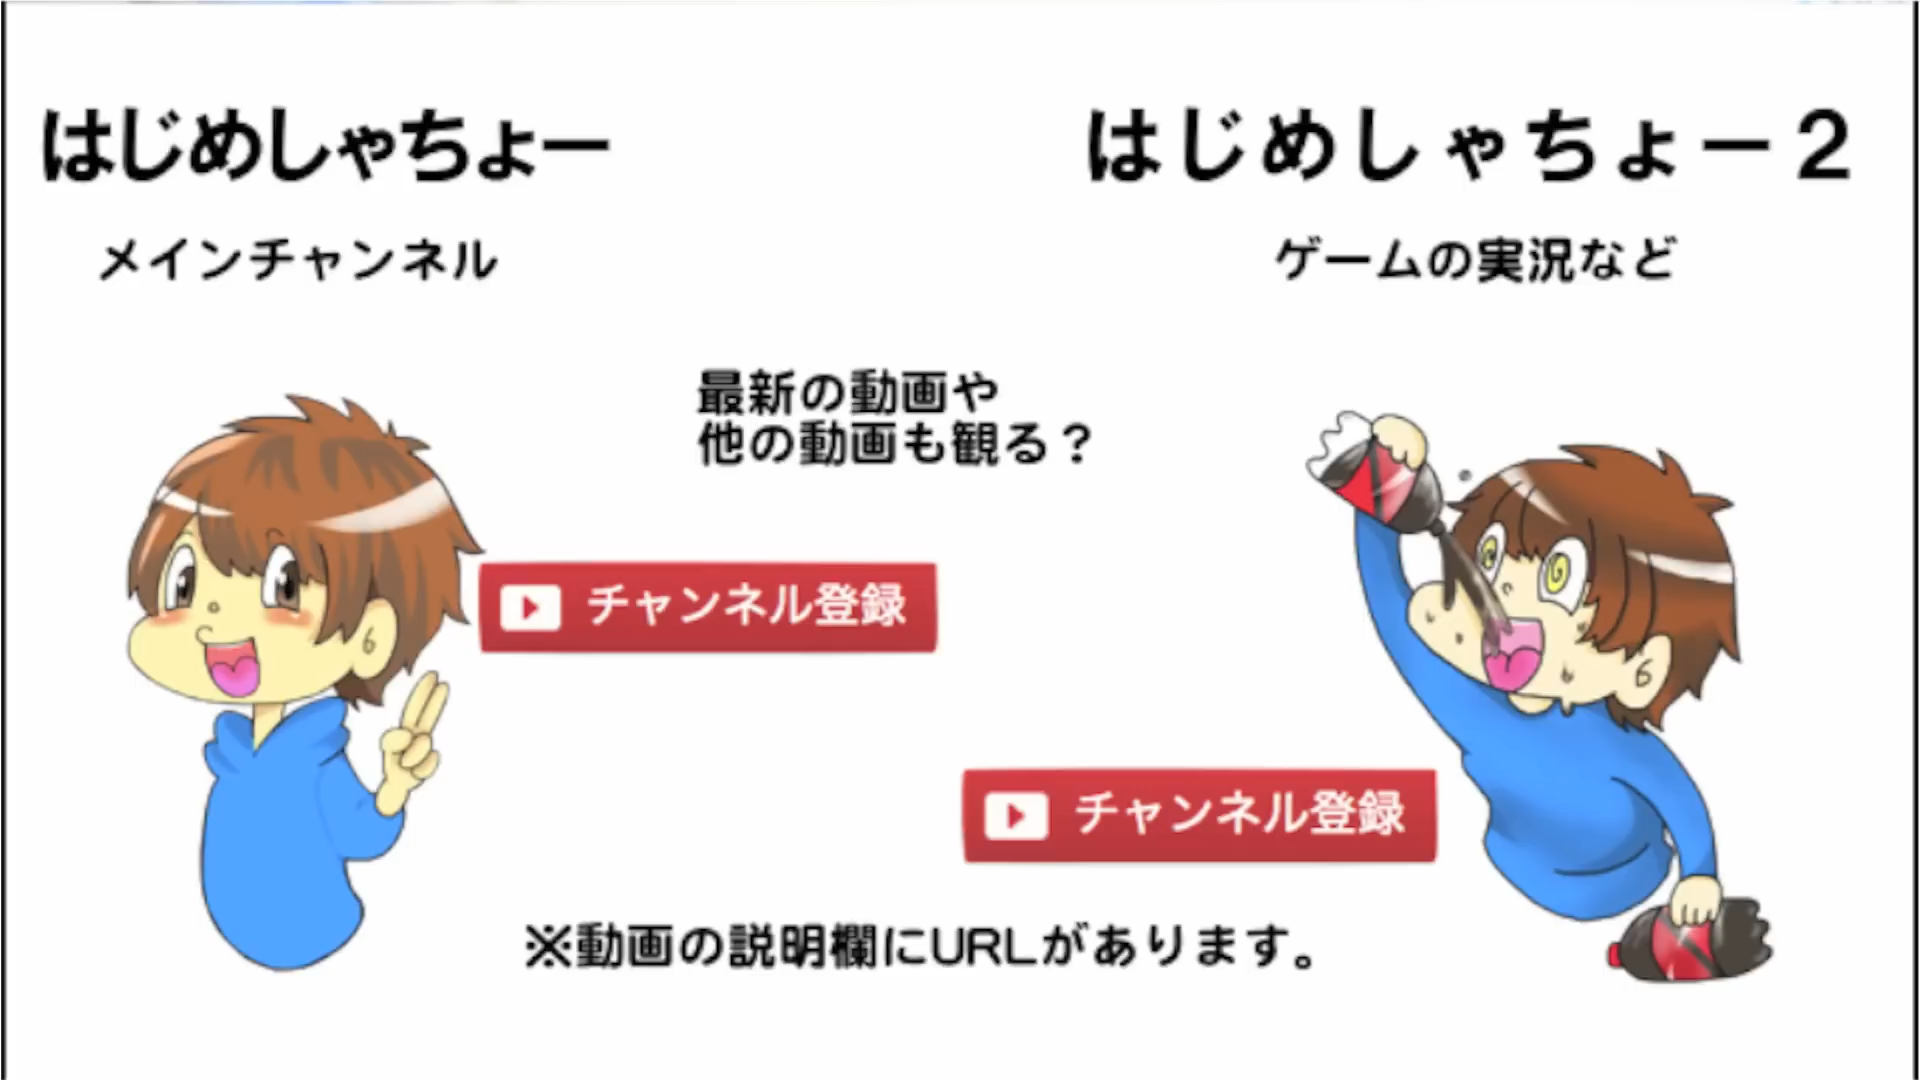 はじめしゃちょー
はじめしゃちょー２
メインチャンネル
ゲームの実況など
最新の動画や
他の動画も観る？
チャンネル登録
チャンネル登録
※動画の説明欄にURLがあります。